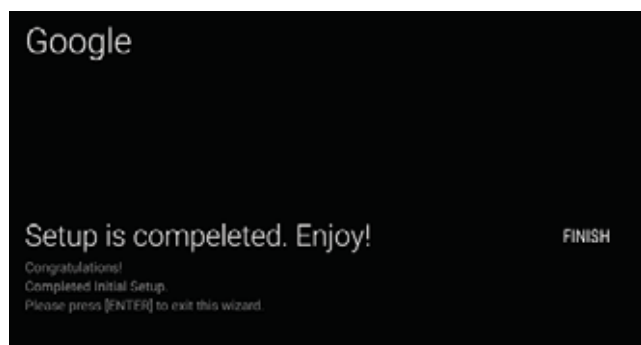 Google
Setup is compeleted. Enjoy!
FINISH
Congratulations!
Completed Initial Setup.
Please press [ENTER] to exit this wizard.